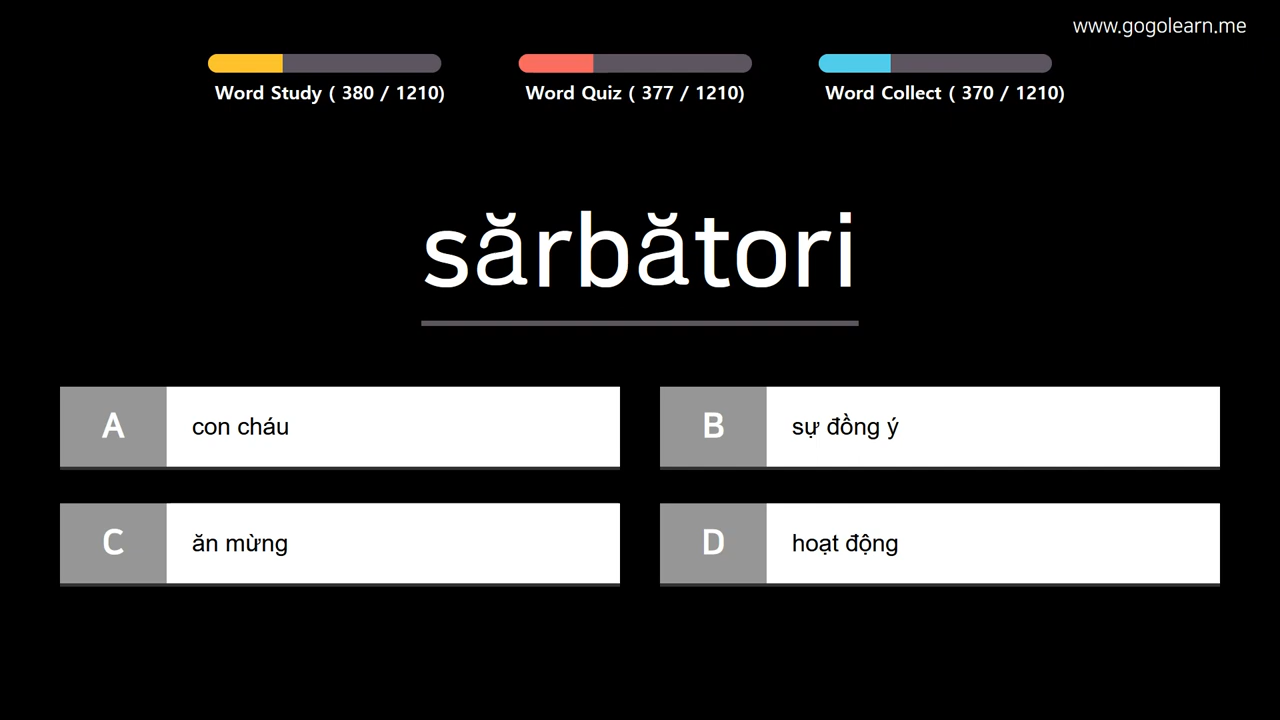 www.gogolearn.me
Word Study ( 380 / 1210)
Word Quiz ( 377 / 1210)
Word Collect ( 370 / 1210)
sărbători
A con cháu
B sự đồng ý
C ăn mừng
D hoạt động